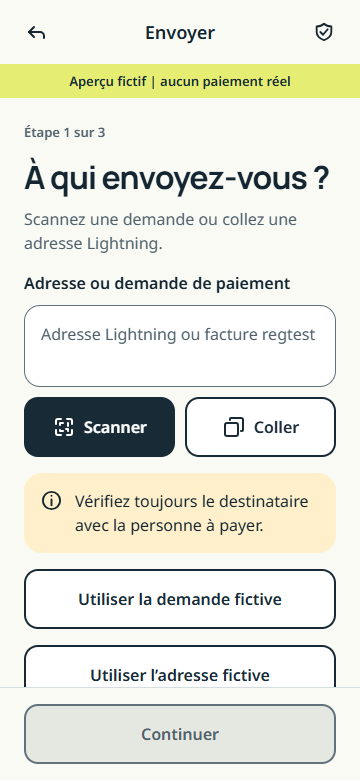 Envoyer
Aperçu fictif | aucun paiement réel
Étape 1 sur 3
À qui envoyez-vous ?
Scannez une demande ou collez une
adresse Lightning.
Adresse ou demande de paiement
Adresse Lightning ou facture regtest
Scanner
Coller
Vérifiez toujours le destinataire
avec la personne à payer.
Utiliser la demande fictive
Utiliser l’adresse fictive
Continuer